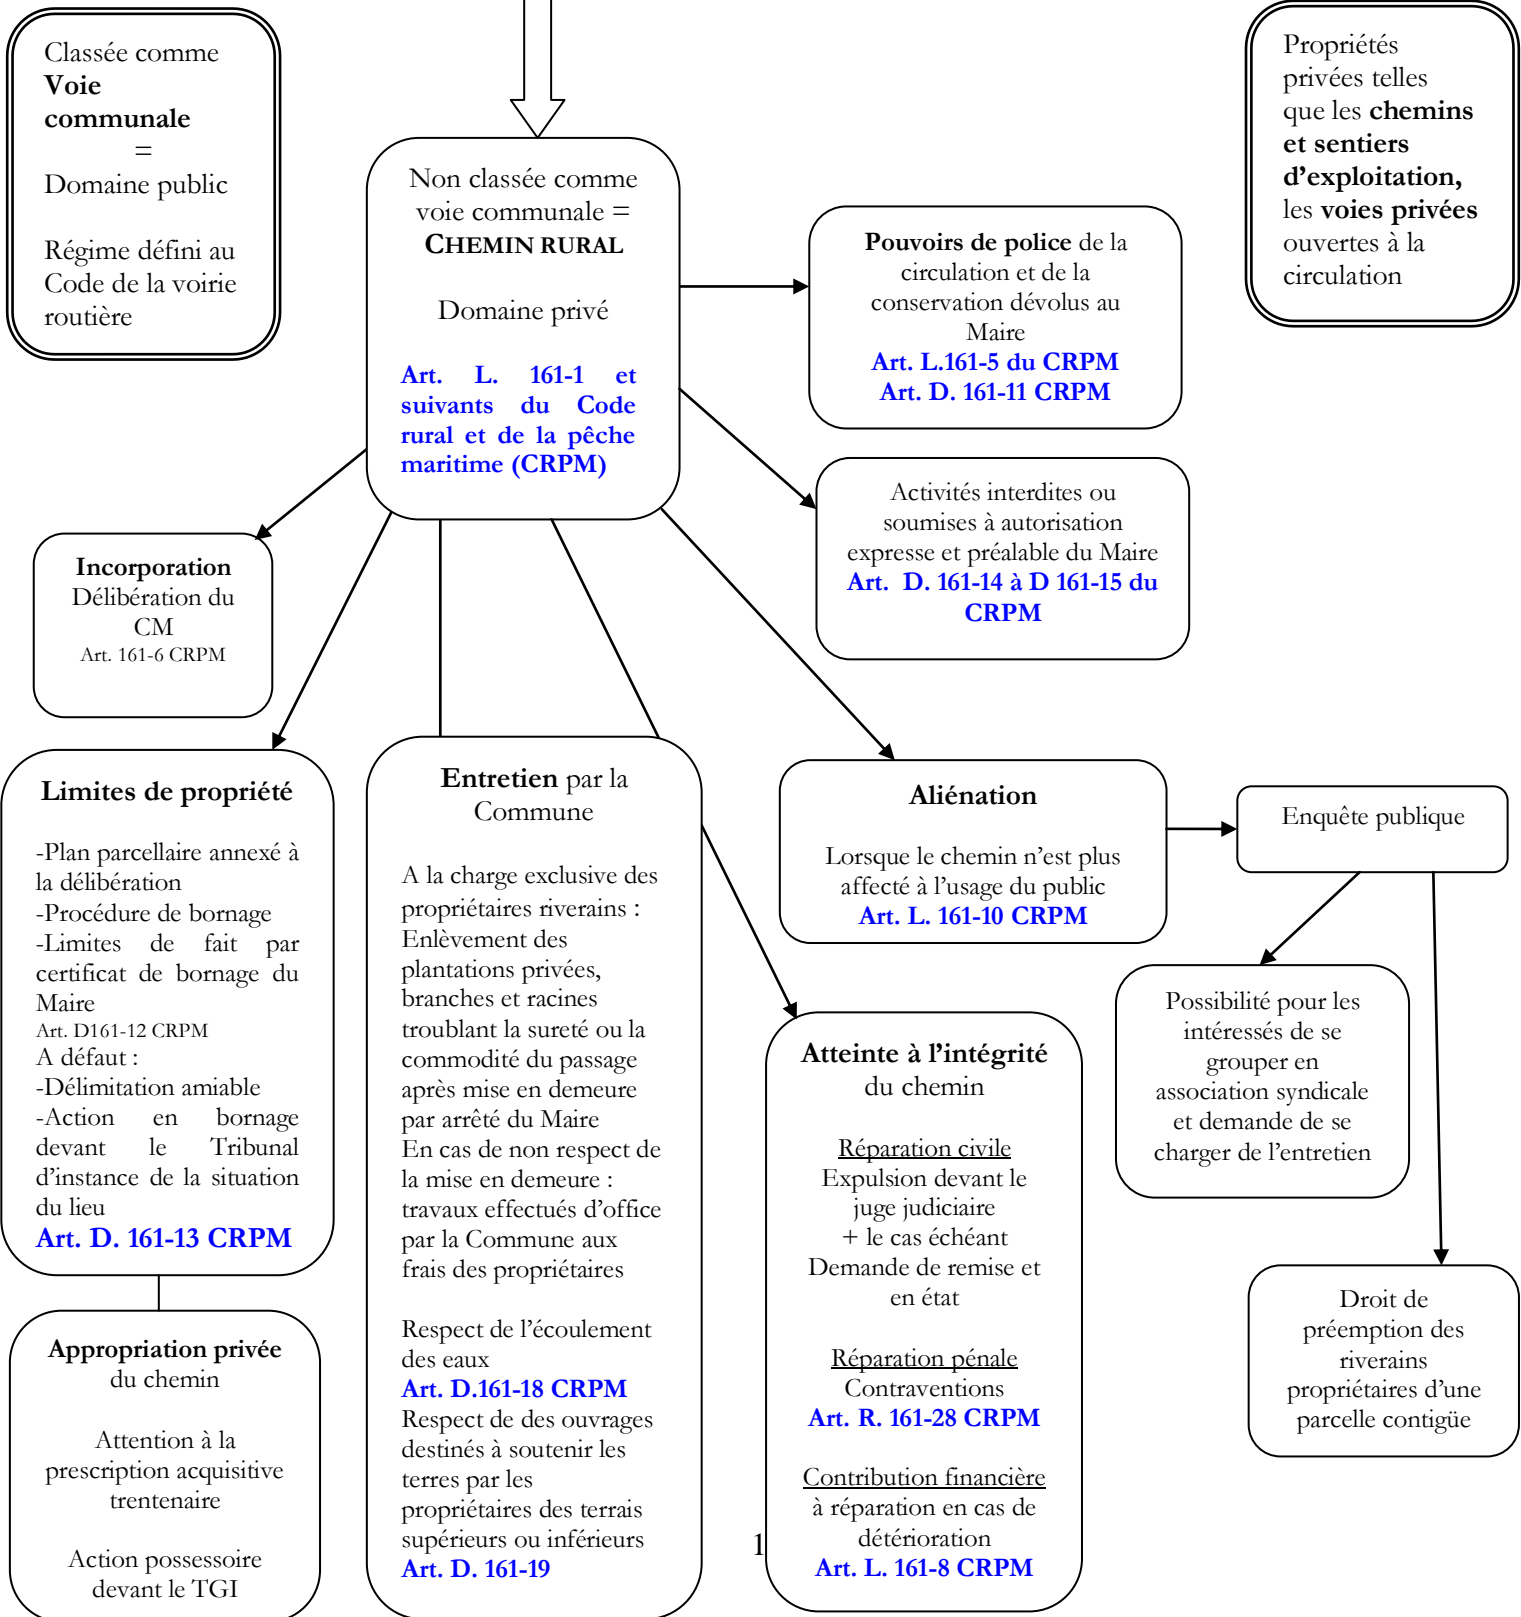 Classée comme
Voie
communale
=
Domaine public
Régime défini au
Code de la voirie
routière
Non classée comme
voie communale =
CHEMIN RURAL
Domaine privé
Art. L. 161-1 et
suivants du Code
rural et de la pêche
maritime (CRPM)
Propriétés
privées telles
que les chemins
et sentiers
d’exploitation,
les voies privées
ouvertes à la
circulation
Pouvoirs de police de la
circulation et de la
conservation dévolus au
Maire
Art. L.161-5 du CRPM
Art. D. 161-11 CRPM
Activités interdites ou
soumises à autorisation
expresse et préalable du Maire
Art. D. 161-14 à D 161-15 du
CRPM
Incorporation
Délibération du
CM
Art. 161-6 CRPM
Limites de propriété
-Plan parcellaire annexé à
la délibération
-Procédure de bornage
-Limites de fait par
certificat de bornage du
Maire
Art. D161-12 CRPM
A défaut :
-Délimitation amiable
-Action en bornage
devant le Tribunal
d’instance de la situation
du lieu
Art. D. 161-13 CRPM
Appropriation privée
du chemin
Attention à la
prescription acquisitive
trentenaire
Action possessoire
devant le TGI
Entretien par la
Commune
A la charge exclusive des
propriétaires riverains :
Enlèvement des
plantations privées,
branches et racines
troublant la sureté ou la
commodité du passage
après mise en demeure
par arrêté du Maire
En cas de non respect de
la mise en demeure :
travaux effectués d’office
par la Commune aux
frais des propriétaires
Respect de l’écoulement
des eaux
Art. D.161-18 CRPM
Respect de des ouvrages
destinés à soutenir les
terres par les
propriétaires des terrais
supérieurs ou inférieurs
Art. D. 161-19
Aliénation
Lorsque le chemin n’est plus
affecté à l’usage du public
Art. L. 161-10 CRPM
Enquête publique
Possibilité pour les
intéressés de se
grouper en
association syndicale
et demande de se
charger de l’entretien
Droit de
préemption des
riverains
propriétaires d’une
parcelle contigüe
Atteinte à l’intégrité
du chemin
Réparation civile
Expulsion devant le
juge judiciaire
+ le cas échéant
Demande de remise et
en état
Réparation pénale
Contraventions
Art. R. 161-28 CRPM
Contribution financière
à réparation en cas de
détérioration
Art. L. 161-8 CRPM
1